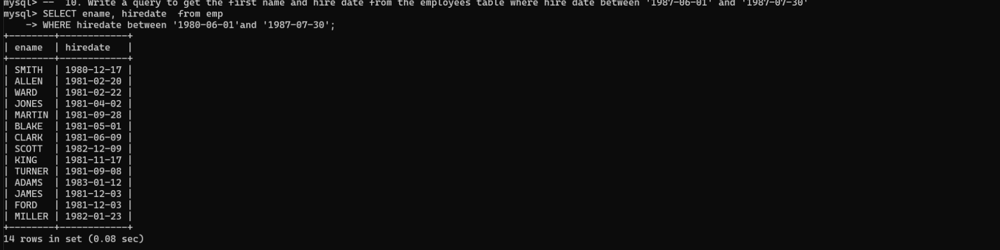 mysql> -- 10. Write a query to get the first name and hire date from the employees table where hire date between '1987-06-01' and '1987-07-30'
mysql> SELECT ename, hiredate  from emp
    -> WHERE hiredate between '1980-06-01'and '1987-07-30';
+--------+------------+
| ename  | hiredate   |
+--------+------------+
| SMITH  | 1980-12-17 |
| ALLEN  | 1981-02-20 |
| WARD   | 1981-02-22 |
| JONES  | 1981-04-02 |
| MARTIN | 1981-09-28 |
| BLAKE  | 1981-05-01 |
| CLARK  | 1981-06-09 |
| SCOTT  | 1982-12-09 |
| KING   | 1981-11-17 |
| TURNER | 1981-09-08 |
| ADAMS  | 1983-01-12 |
| JAMES  | 1981-12-03 |
| FORD   | 1981-12-03 |
| MILLER | 1982-01-23 |
+--------+------------+
14 rows in set (0.08 sec)